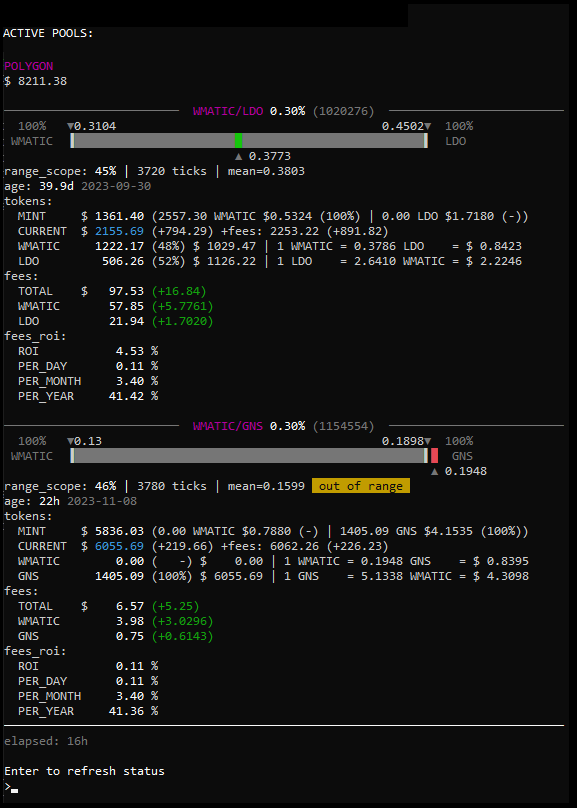 ACTIVE POOLS:
POLYGON
$ 8211.38
WMATIC/LDO 0.30% (1020276)
100% ▼0.3104 0.4502▼ 100%
WMATIC LDO
▲ 0.3773
range_scope: 45% | 3720 ticks | mean=0.3803
age: 39.9d 2023-09-30
tokens:
MINT $ 1361.40 (2557.30 WMATIC $0.5324 (100%) | 0.00 LDO $1.7180 (-))
CURRENT $ 2155.69 (+794.29) +fees: 2253.22 (+891.82)
WMATIC 1222.17 (48%) $ 1029.47 | 1 WMATIC = 0.3786 LDO = $ 0.8423
LDO 506.26 (52%) $ 1126.22 | 1 LDO = 2.6410 WMATIC = $ 2.2246
fees:
TOTAL $ 97.53 (+16.84)
WMATIC 57.85 (+5.7761)
LDO 21.94 (+1.7020)
fees_roi:
ROI 4.53 %
PER_DAY 0.11 %
PER_MONTH 3.40 %
PER_YEAR 41.42 %
WMATIC/GNS 0.30% (1154554)
100% ▼0.13 0.1898▼ 100%
WMATIC GNS
▲ 0.1948
range_scope: 46% | 3780 ticks | mean=0.1599 out of range
age: 22h 2023-11-08
tokens:
MINT $ 5836.03 (0.00 WMATIC $0.7880 (-) | 1405.09 GNS $4.1535 (100%))
CURRENT $ 6055.69 (+219.66) +fees: 6062.26 (+226.23)
WMATIC 0.00 ( -) $ 0.00 | 1 WMATIC = 0.1948 GNS = $ 0.8395
GNS 1405.09 (100%) $ 6055.69 | 1 GNS = 5.1338 WMATIC = $ 4.3098
fees:
TOTAL $ 6.57 (+5.25)
WMATIC 3.98 (+3.0296)
GNS 0.75 (+0.6143)
fees_roi:
ROI 0.11 %
PER_DAY 0.11 %
PER_MONTH 3.40 %
PER_YEAR 41.36 %
elapsed: 16h
Enter to refresh status
>_